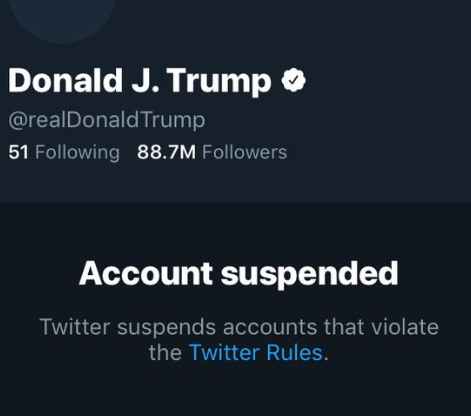 Donald J. Trump
@realDonaldTrump
51 Following 88.7M Followers
Account suspended
Twitter suspends accounts that violate
the Twitter Rules.